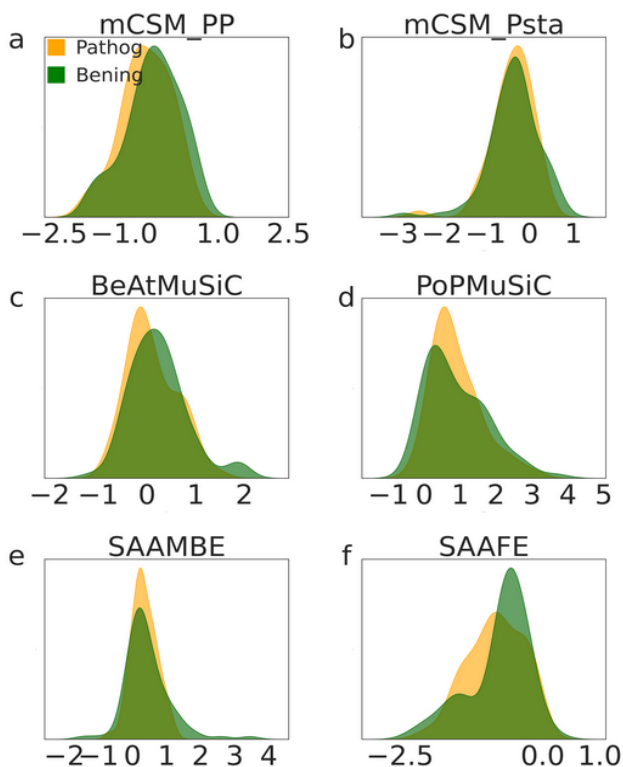 a mCSM_PP
Pathog
Bening
−2.5 −1.0 1.0 2.5
b mCSM_Psta
−3 −2 −1 0 1
c BeAtMuSiC
−2 −1 0 1 2
d PoPMuSiC
−1 0 1 2 3 4 5
e SAAMBE
−2 −1 0 1 2 3 4
f SAAFE
−2.5 0.0 1.0